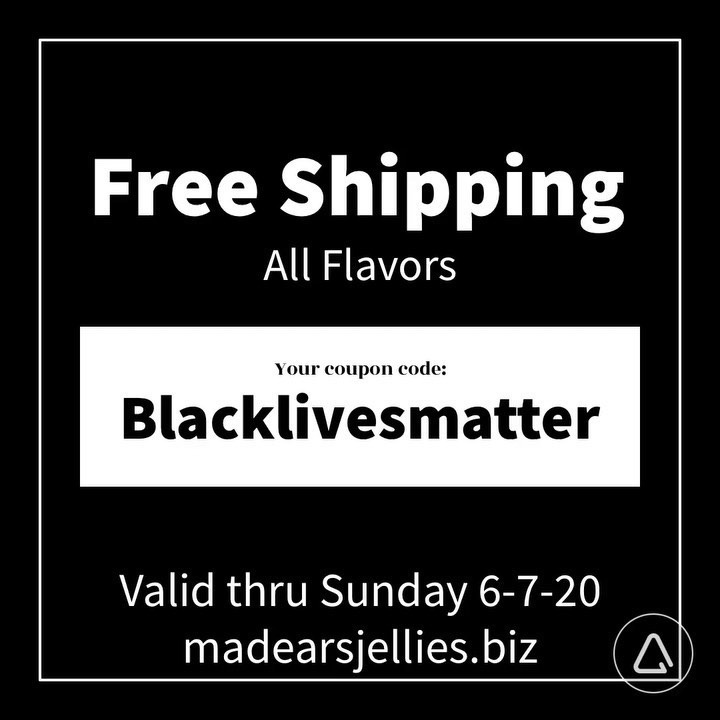 Free Shipping
All Flavors
Your coupon code:
Blacklivesmatter
Valid thru Sunday 6-7-20
madearsjellies.biz